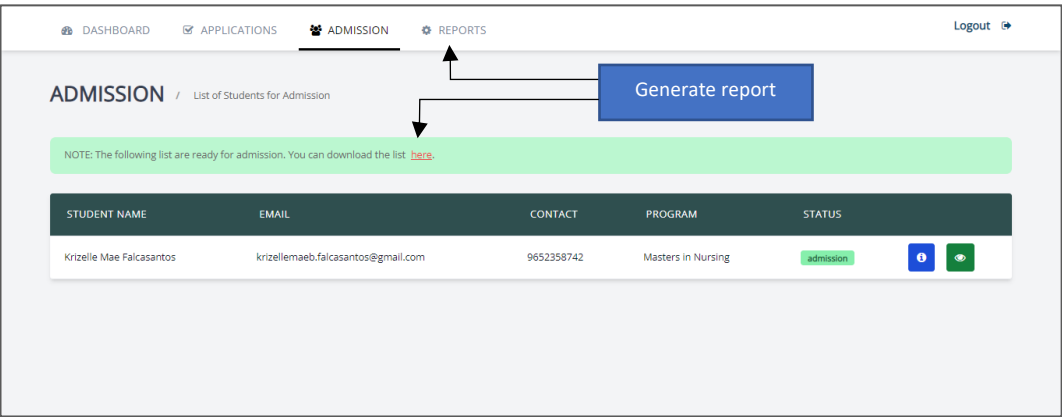 DASHBOARD APPLICATIONS ADMISSION REPORTS Logout
Generate report
ADMISSION / List of Students for Admission
NOTE: The following list are ready for admission. You can download the list here.
STUDENT NAME EMAIL CONTACT PROGRAM STATUS
Krizelle Mae Falcasantos krizellemaeb.falcasantos@gmail.com 9652358742 Masters in Nursing admission